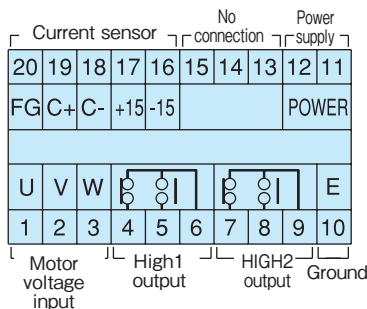 Current sensor
No connection
Power supply
20 19 18 17 16 15 14 13 12 11
FG C+ C- +15 -15 POWER
U V W E
1 2 3 4 5 6 7 8 9 10
Motor voltage input
High1 output
HIGH2 output
Ground